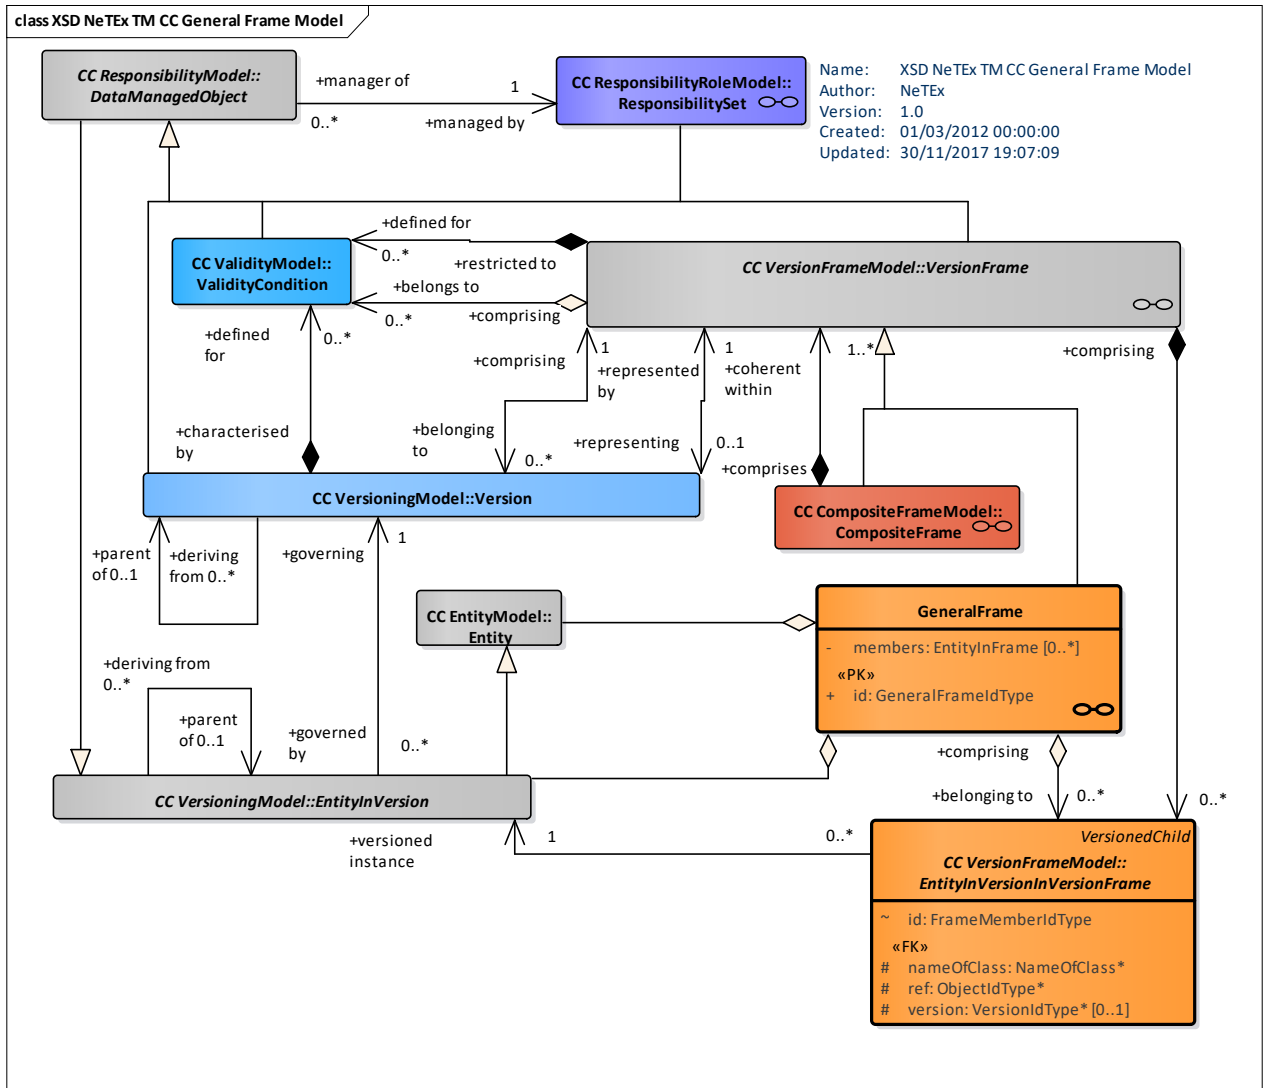 class XSD NeTEx TM CC General Frame Model
CC ResponsibilityModel::
DataManagedObject
+manager of
0..*
1
+managed by
CC ResponsibilityRoleModel::
ResponsibilitySet
Name: XSD NeTEx TM CC General Frame Model
Author: NeTEx
Version: 1.0
Created: 01/03/2012 00:00:00
Updated: 30/11/2017 19:07:09
CC ValidityModel::
ValidityCondition
+defined for
0..*
+restricted to
+belongs to
0..*
+comprising
CC VersionFrameModel::VersionFrame
+defined
for
0..*
+characterised
by
+comprising
1
+belonging
to
0..*
+represented
by
1
+representing
0..1
+coherent
within
1..*
+comprises
+comprising
0..*
CC VersioningModel::Version
CC CompositeFrameModel::
CompositeFrame
+parent
of 0..1
+deriving
from 0..*
+governing
1
CC EntityModel::
Entity
GeneralFrame
- members: EntityInFrame [0..*]
«PK»
+ id: GeneralFrameIdType
+deriving from
0..*
+parent
of 0..1
+governed
by
0..*
+comprising
+belonging to
0..*
CC VersioningModel::EntityInVersion
+versioned
instance
1
0..*
VersionedChild
CC VersionFrameModel::
EntityInVersionInVersionFrame
~ id: FrameMemberIdType
«FK»
# nameOfClass: NameOfClass*
# ref: ObjectIdType*
# version: VersionIdType* [0..1]